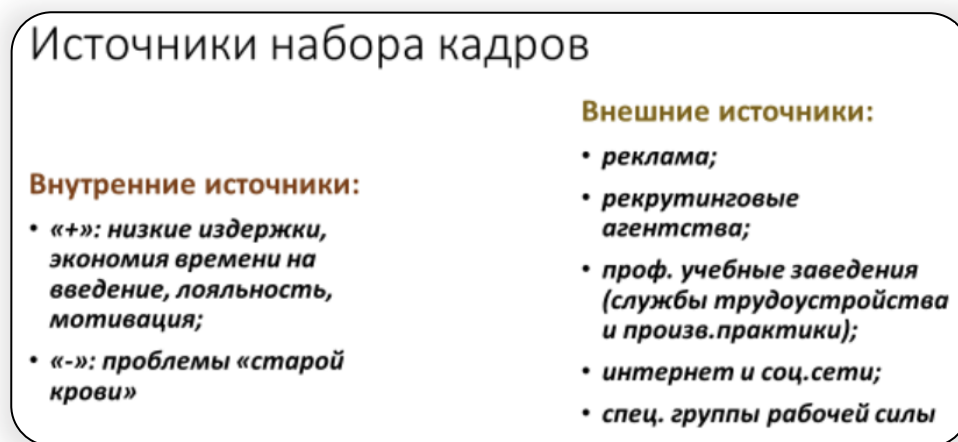 Источники набора кадров
Внутренние источники:
• «+»: низкие издержки,
экономия времени на
введение, лояльность,
мотивация;
• «-»: проблемы «старой
крови»
Внешние источники:
• реклама;
• рекрутинговые
агентства;
• проф. учебные заведения
(службы трудоустройства
и произв.практики);
• интернет и соц.сети;
• спец. группы рабочей силы